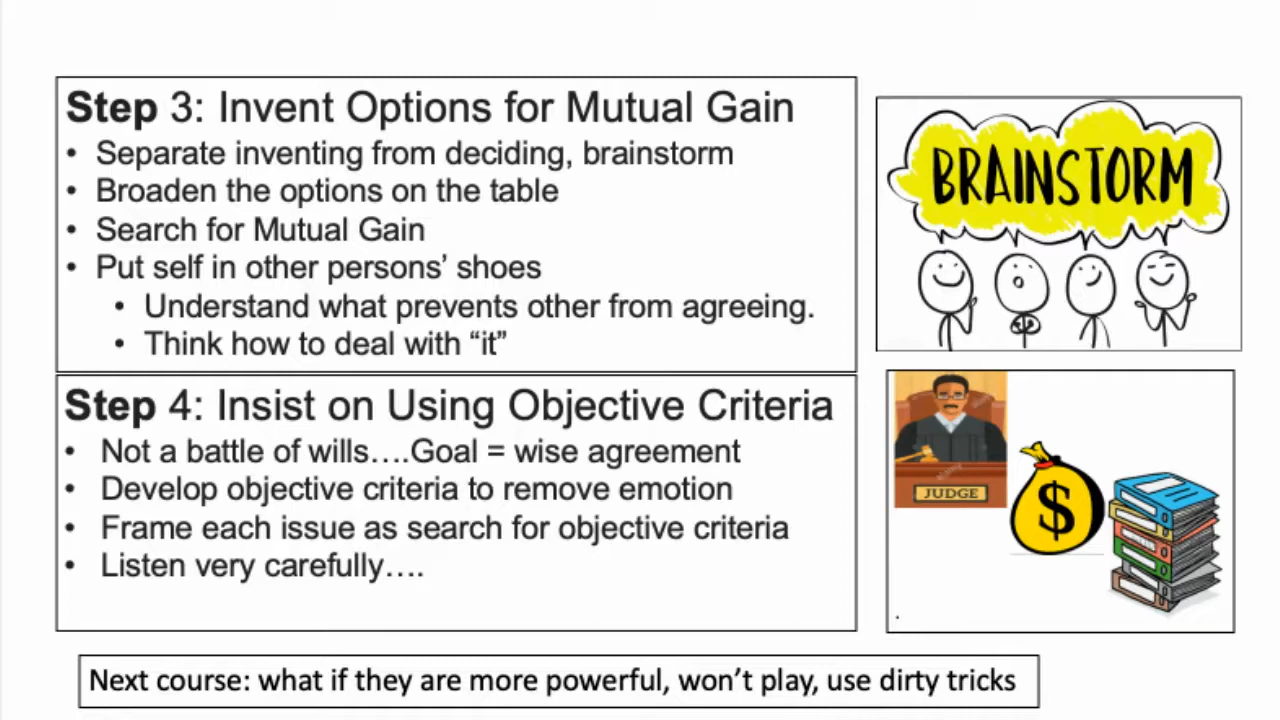 Step 3: Invent Options for Mutual Gain
• Separate inventing from deciding, brainstorm
• Broaden the options on the table
• Search for Mutual Gain
• Put self in other persons’ shoes
• Understand what prevents other from agreeing.
• Think how to deal with “it”
BRAINSTORM
Step 4: Insist on Using Objective Criteria
• Not a battle of wills….Goal = wise agreement
• Develop objective criteria to remove emotion
• Frame each issue as search for objective criteria
• Listen very carefully….
alamy
JUDGE
$
.
Next course: what if they are more powerful, won’t play, use dirty tricks